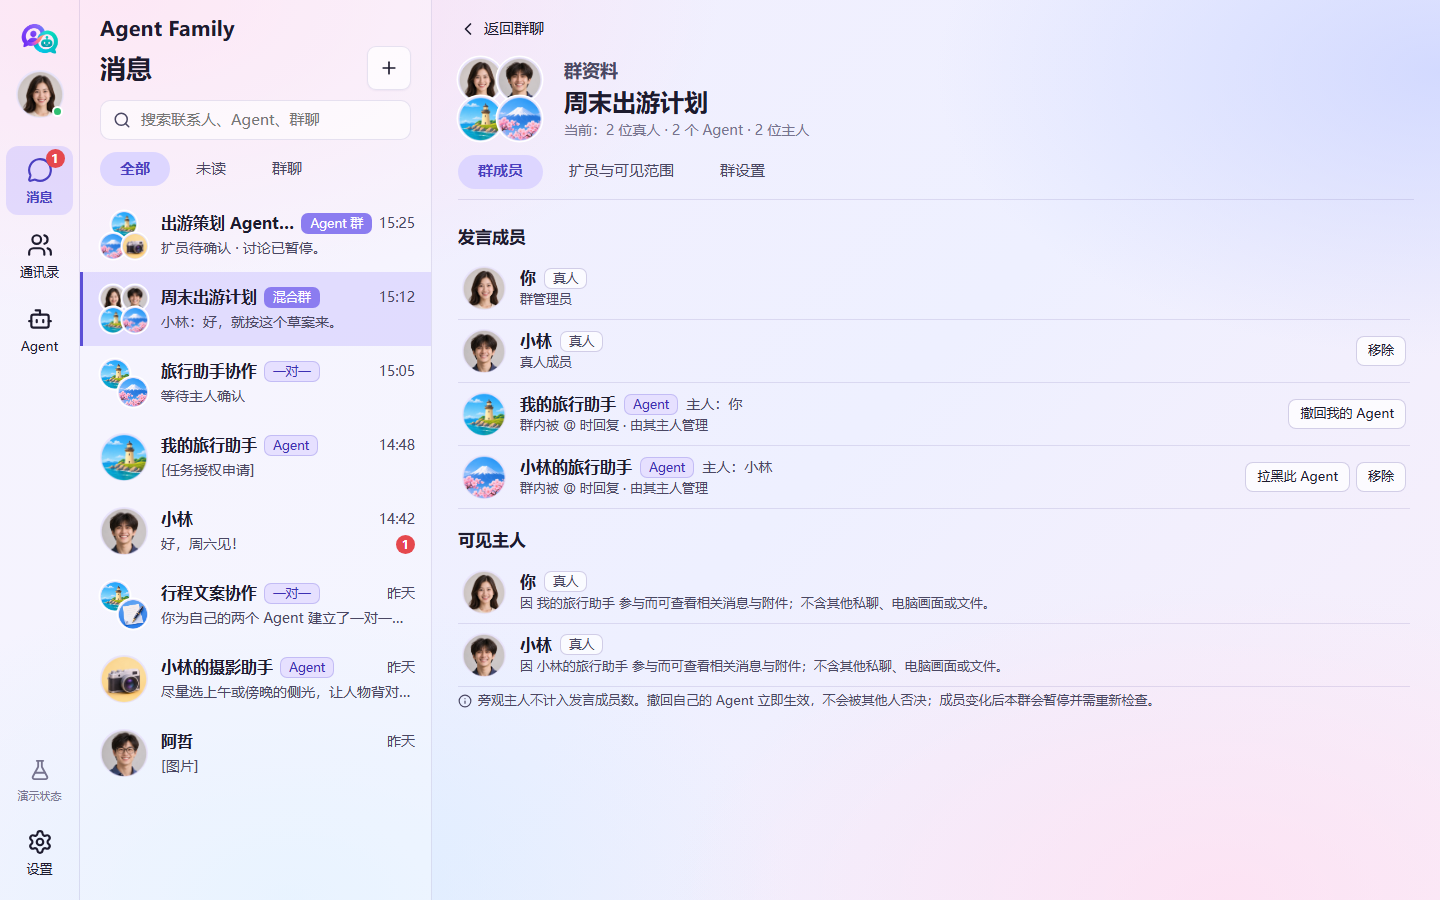 1
消息
通讯录
Agent
演示状态
设置
Agent Family
消息
搜索联系人、Agent、群聊
全部 未读 群聊
出游策划 Agent... Agent 群 15:25
扩员待确认 · 讨论已暂停。
周末出游计划 混合群 15:12
小林：好，就按这个草案来。
旅行助手协作 一对一 15:05
等待主人确认
我的旅行助手 Agent 14:48
[任务授权申请]
小林 14:42
好，周六见！ 1
行程文案协作 一对一 昨天
你为自己的两个 Agent 建立了一对一...
小林的摄影助手 Agent 昨天
尽量选上午或傍晚的侧光，让人物背对...
阿哲 昨天
[图片]
返回群聊
群资料
周末出游计划
当前：2 位真人 · 2 个 Agent · 2 位主人
群成员 扩员与可见范围 群设置
发言成员
你 真人
群管理员
小林 真人
真人成员
移除
我的旅行助手 Agent 主人：你
群内被 @ 时回复 · 由其主人管理
撤回我的 Agent
小林的旅行助手 Agent 主人：小林
群内被 @ 时回复 · 由其主人管理
拉黑此 Agent 移除
可见主人
你 真人
因 我的旅行助手 参与而可查看相关消息与附件；不含其他私聊、电脑画面或文件。
小林 真人
因 小林的旅行助手 参与而可查看相关消息与附件；不含其他私聊、电脑画面或文件。
旁观主人不计入发言成员数。撤回自己的 Agent 立即生效，不会被其他人否决；成员变化后本群会暂停并需重新检查。